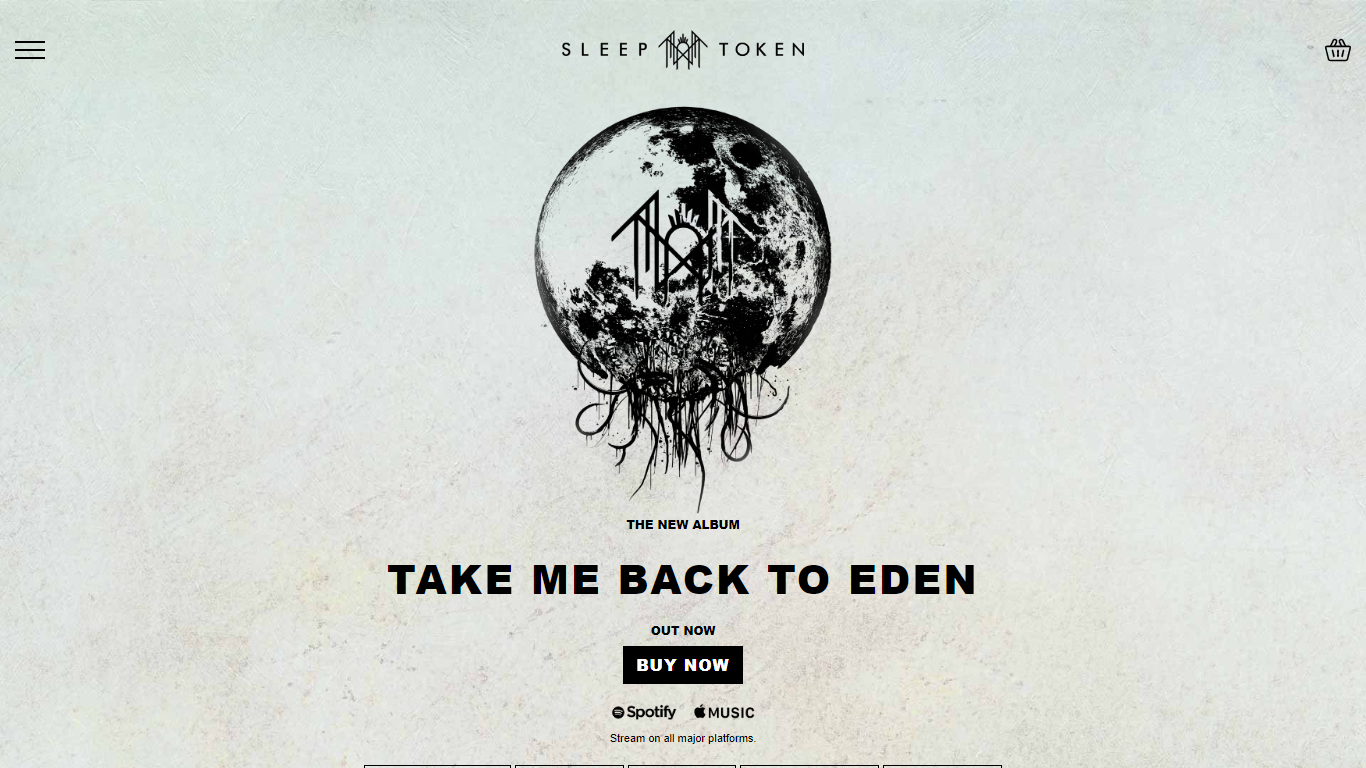 SLEEP TOKEN
THE NEW ALBUM
TAKE ME BACK TO EDEN
OUT NOW
BUY NOW
Spotify MUSIC
Stream on all major platforms.